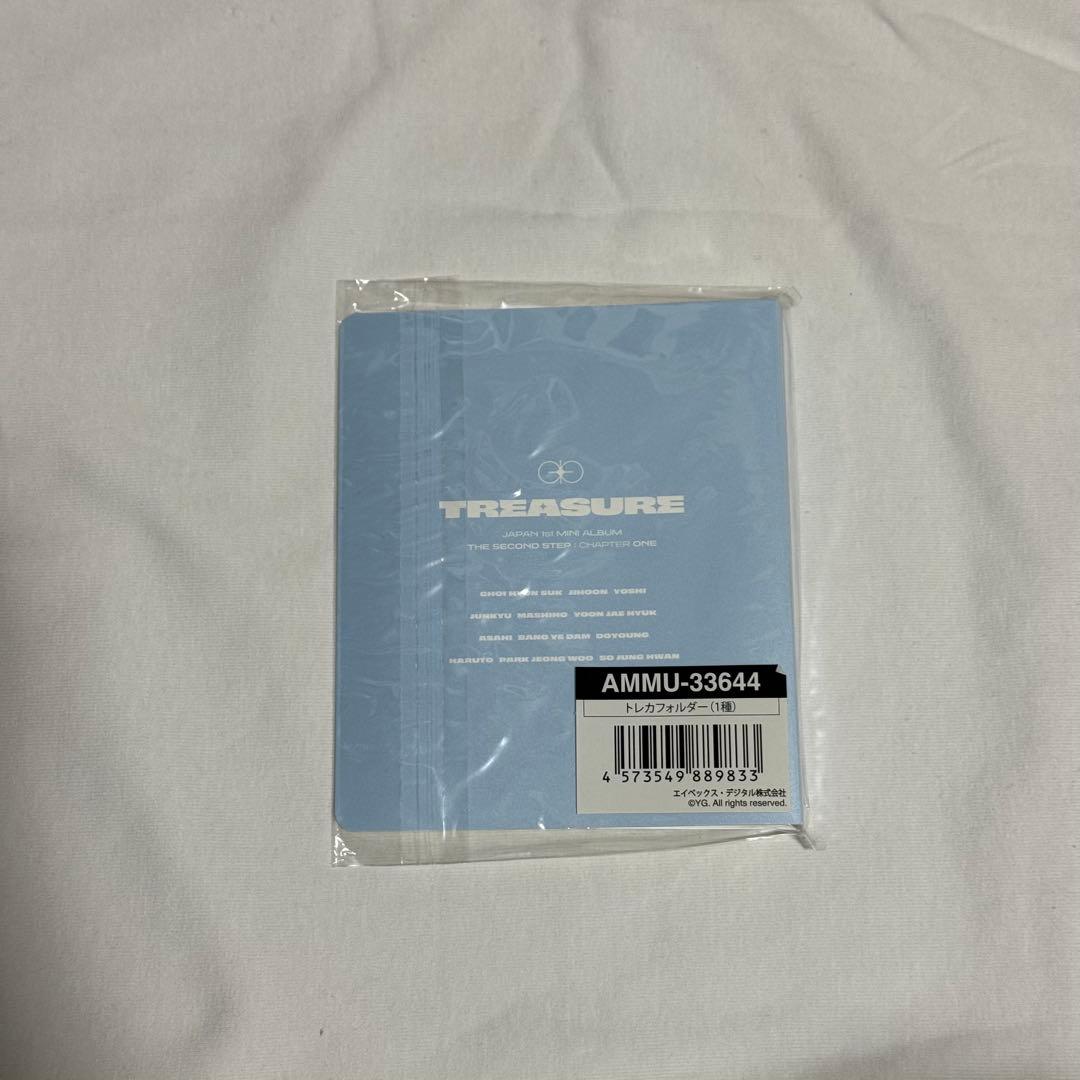 TREASURE
JAPAN 1st MINI ALBUM
THE SECOND STEP : CHAPTER ONE
CHOI HYUN SUK JIHOON YOSHI
JUNKYU MASHIHO YOON JAE HYUK
ASAHI BANG YE DAM DOYOUNG
HARUTO PARK JEONG WOO SO JUNG HWAN
AMMU-33644
トレカフォルダー(1種)
4 573549 889833
エイベックス・デジタル株式会社
©YG. All rights reserved.